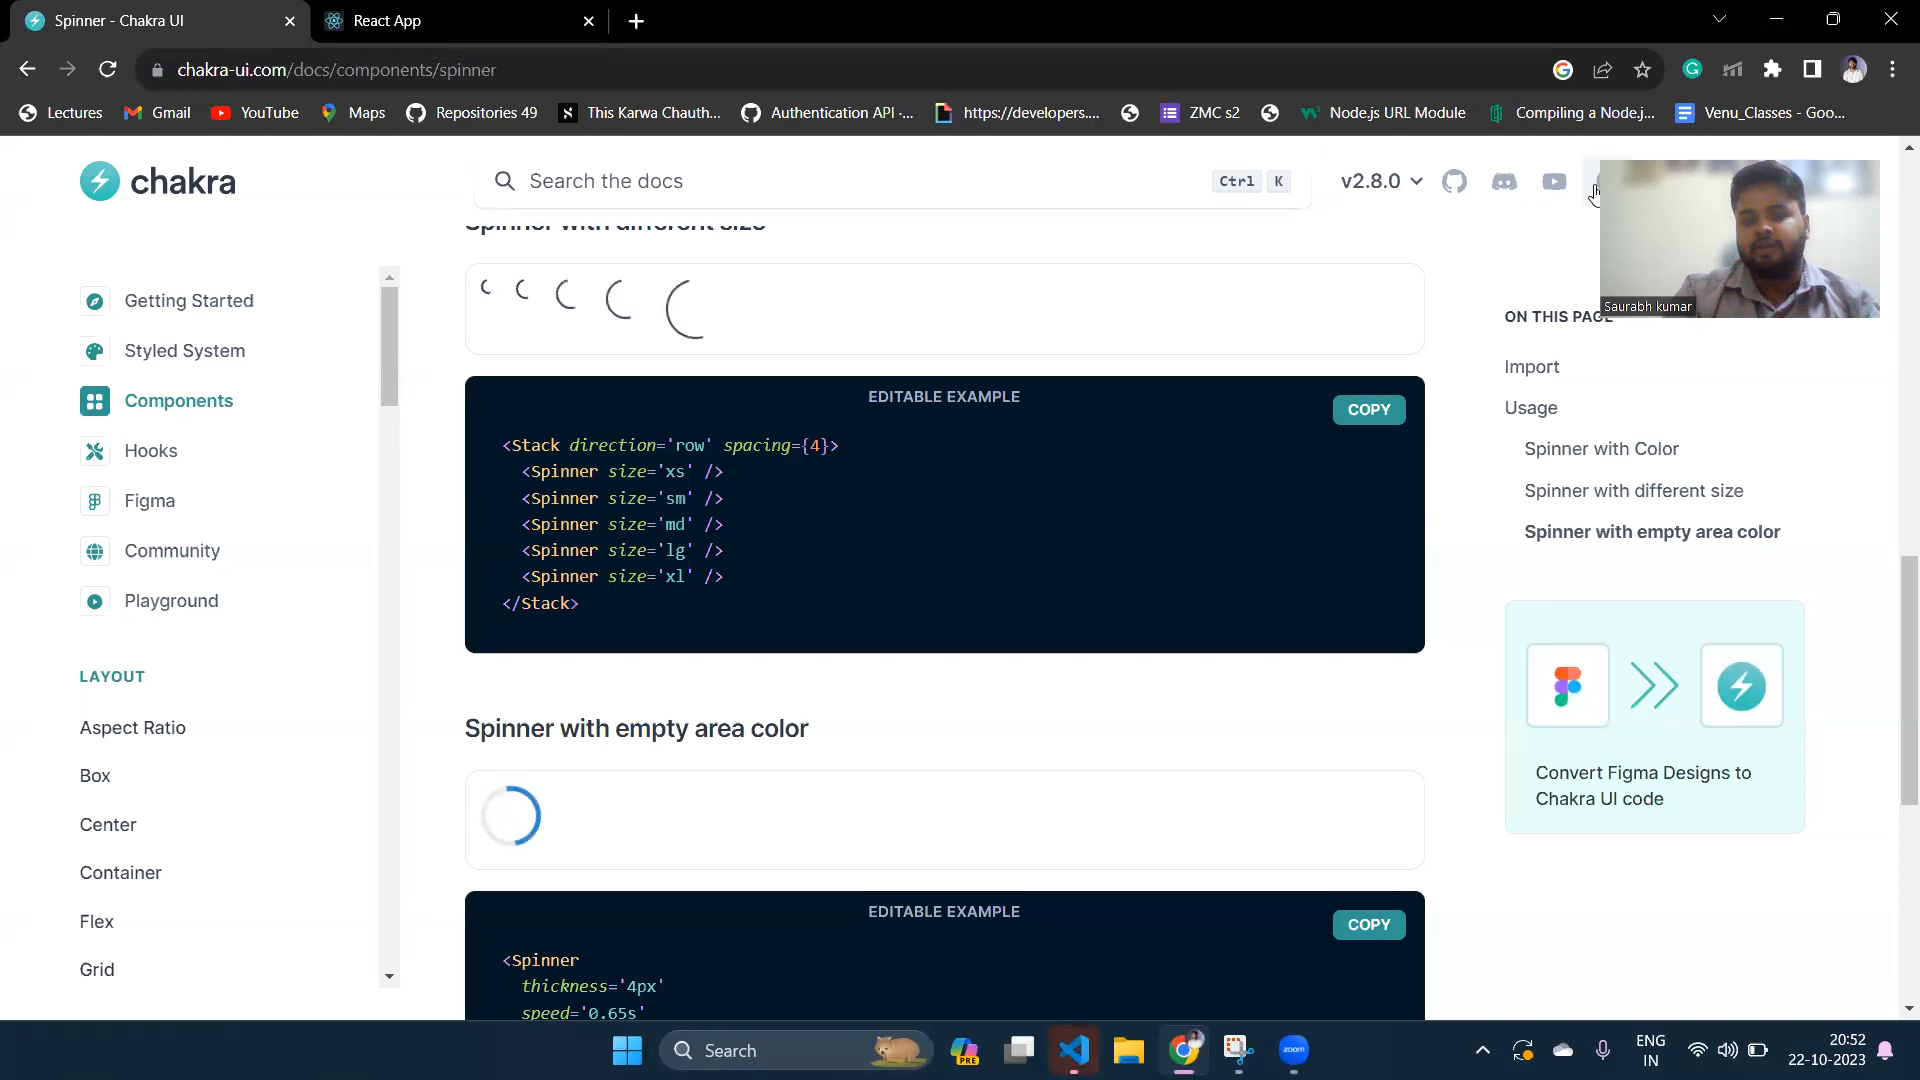 Spinner - Chakra UI
React App
chakra-ui.com/docs/components/spinner
Lectures
Gmail
YouTube
Maps
Repositories 49
This Karwa Chauth...
Authentication API -...
https://developers....
ZMC s2
Node.js URL Module
Compiling a Node.j...
Venu_Classes - Goo...
chakra
Search the docs
Ctrl K
v2.8.0
Saurabh kumar
Getting Started
Styled System
Components
Hooks
Figma
Community
Playground
LAYOUT
Aspect Ratio
Box
Center
Container
Flex
Grid
Spinner with different size
EDITABLE EXAMPLE
COPY
<Stack direction='row' spacing={4}>
<Spinner size='xs' />
<Spinner size='sm' />
<Spinner size='md' />
<Spinner size='lg' />
<Spinner size='xl' />
</Stack>
Spinner with empty area color
EDITABLE EXAMPLE
COPY
<Spinner
thickness='4px'
speed='0.65s'
ON THIS PAGE
Import
Usage
Spinner with Color
Spinner with different size
Spinner with empty area color
Convert Figma Designs to
Chakra UI code
Search
PRE
zoom
ENG
IN
20:52
22-10-2023